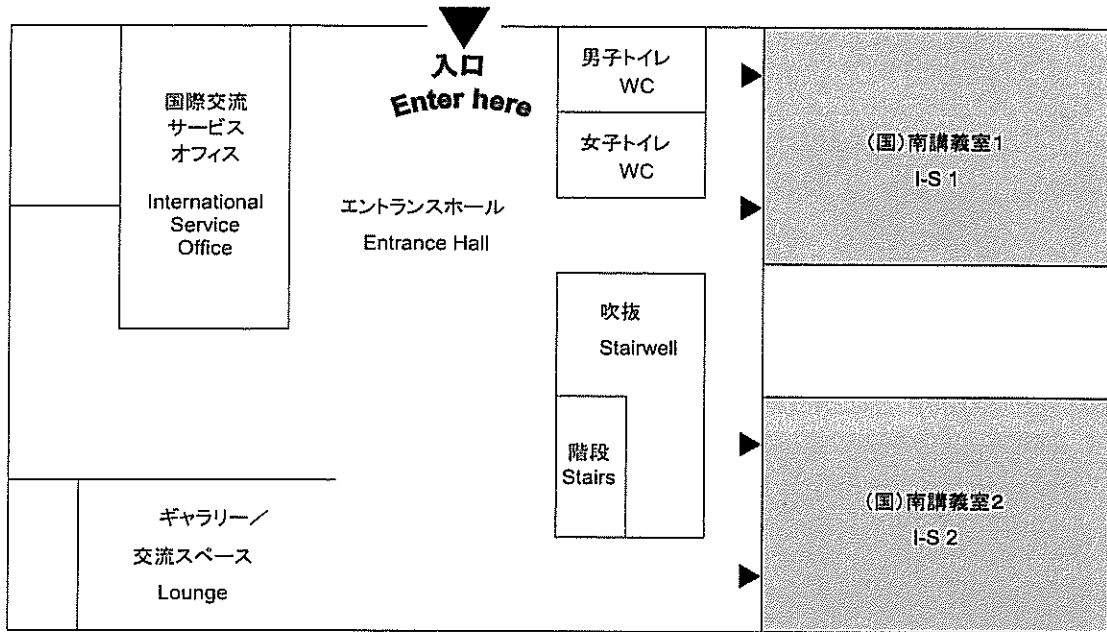 入口
Enter here
国際交流
サービス
オフィス
International
Service
Office
エントランスホール
Entrance Hall
男子トイレ
WC
女子トイレ
WC
(国)南講義室1
I-S 1
吹抜
Stairwell
階段
Stairs
(国)南講義室2
I-S 2
ギャラリー/
交流スペース
Lounge